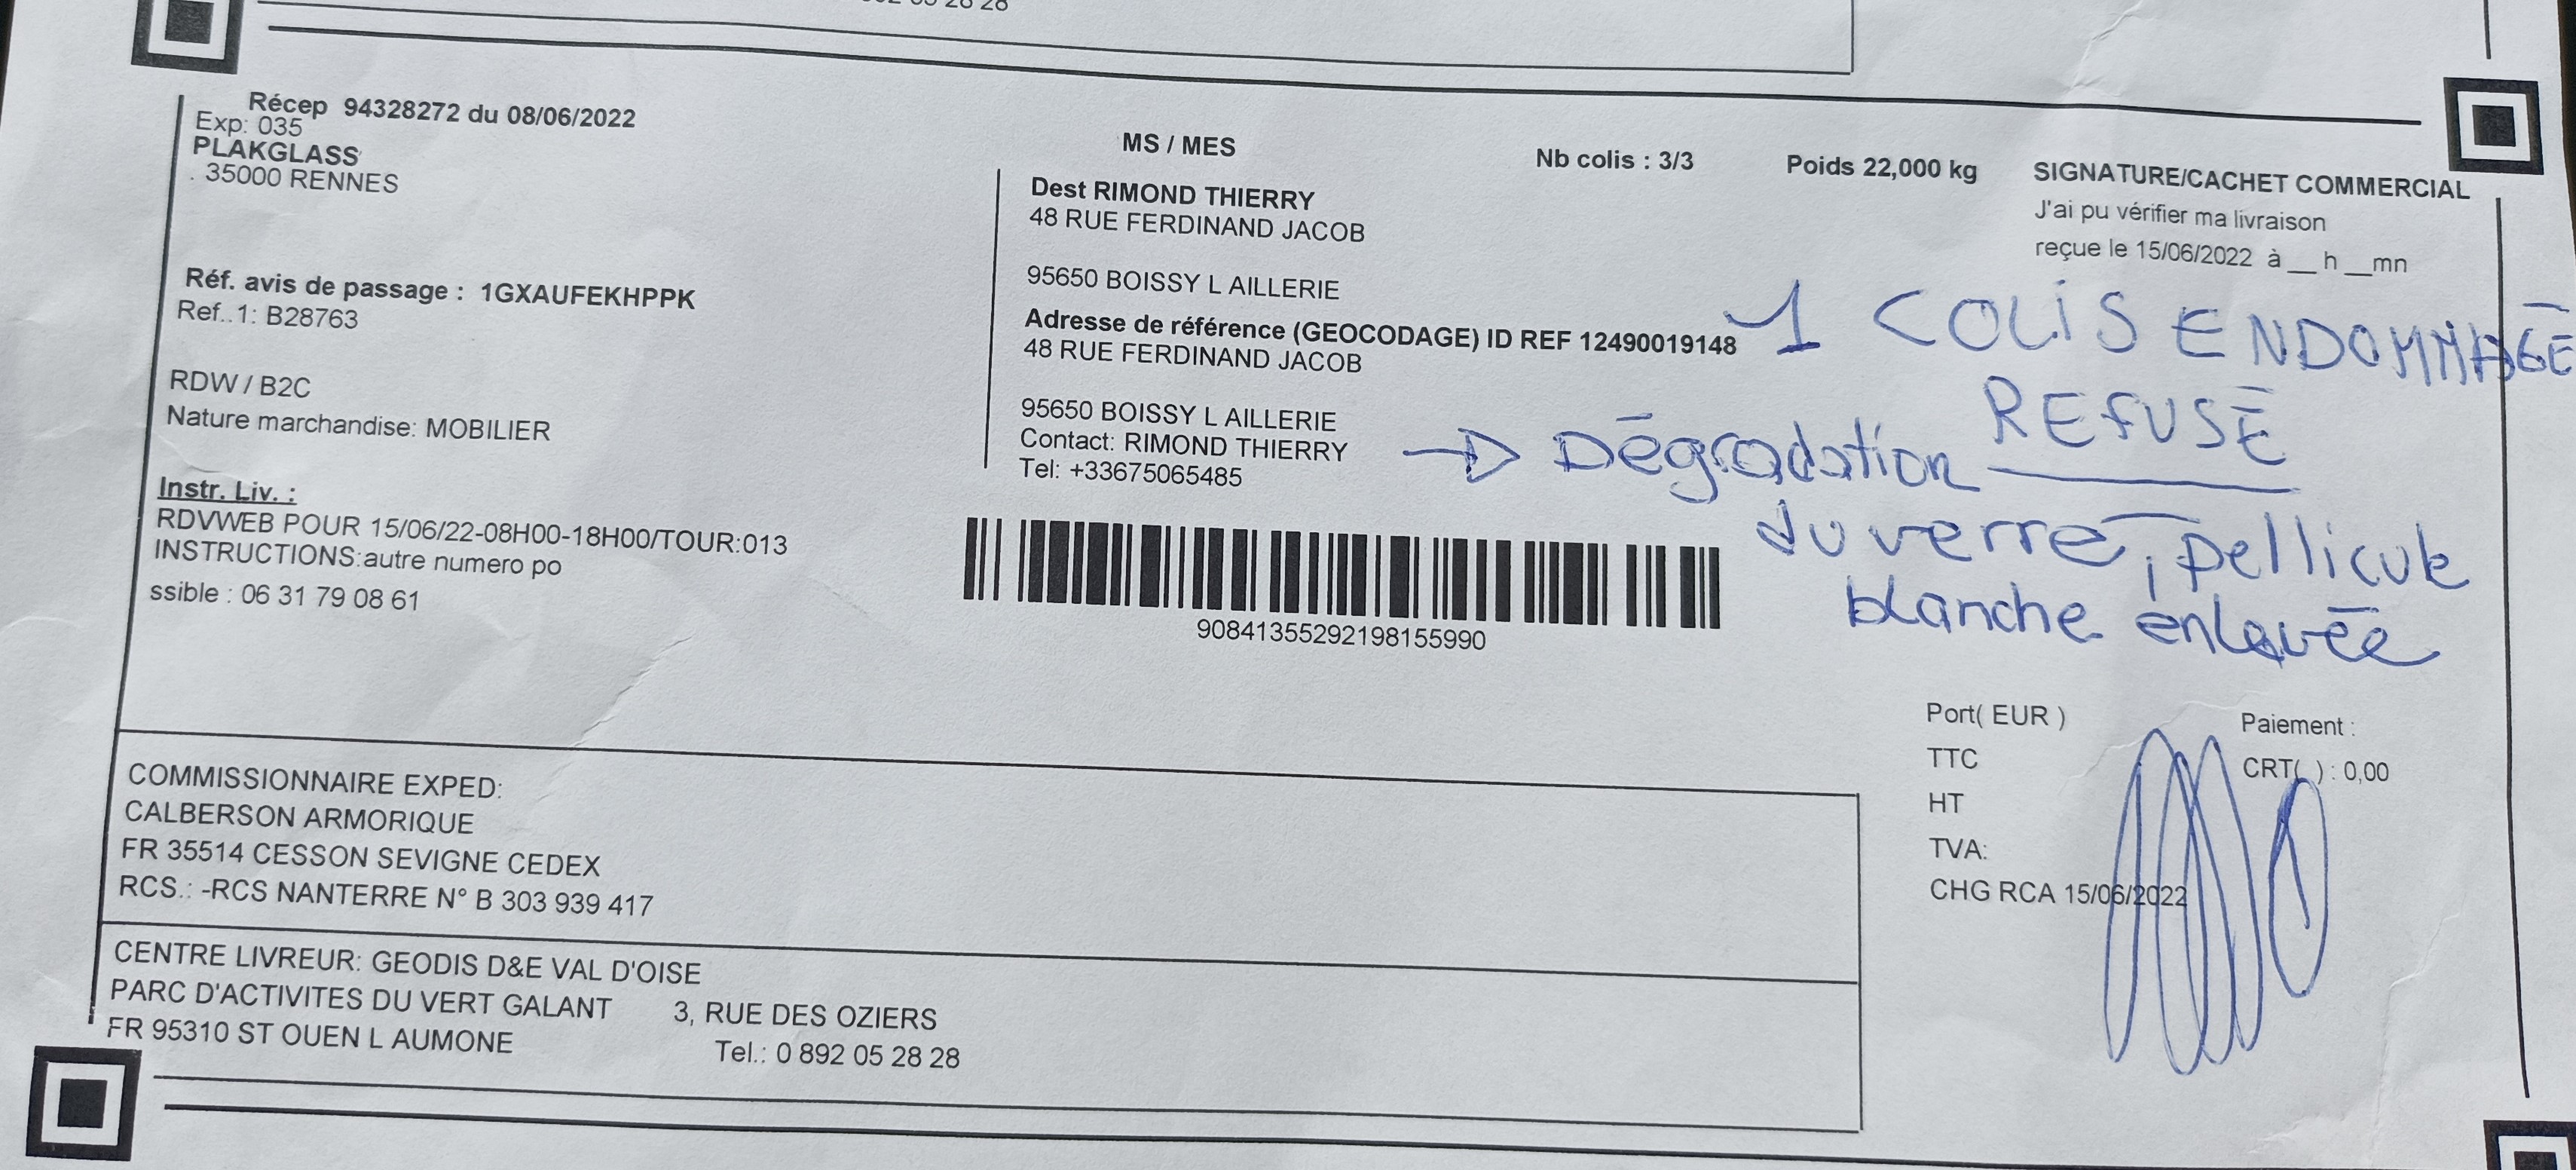 Récep 94328272 du 08/06/2022
Exp: 035
PLAKGLASS
. 35000 RENNES
Réf. avis de passage : 1GXAUFEKHPPK
Ref..1: B28763
RDW / B2C
Nature marchandise: MOBILIER
Instr. Liv. :
RDVWEB POUR 15/06/22-08H00-18H00/TOUR:013
INSTRUCTIONS:autre numero po
ssible : 06 31 79 08 61
MS / MES
Nb colis : 3/3
Poids 22,000 kg
Dest RIMOND THIERRY
48 RUE FERDINAND JACOB
95650 BOISSY L AILLERIE
Adresse de référence (GEOCODAGE) ID REF 12490019148
48 RUE FERDINAND JACOB
95650 BOISSY L AILLERIE
Contact: RIMOND THIERRY
Tel: +33675065485
90841355292198155990
SIGNATURE/CACHET COMMERCIAL
J'ai pu vérifier ma livraison
reçue le 15/06/2022 à __ h __mn
1 COLIS ENDOMMAGÉ
REFUSÉ
Dégradation
du verre, pellicule
blanche enlevée
Port( EUR )
Paiement :
TTC
CRT( ) : 0,00
HT
TVA:
CHG RCA 15/06/2022
COMMISSIONNAIRE EXPED:
CALBERSON ARMORIQUE
FR 35514 CESSON SEVIGNE CEDEX
RCS.: -RCS NANTERRE N° B 303 939 417
CENTRE LIVREUR: GEODIS D&E VAL D'OISE
PARC D'ACTIVITES DU VERT GALANT 3, RUE DES OZIERS
FR 95310 ST OUEN L AUMONE
Tel.: 0 892 05 28 28